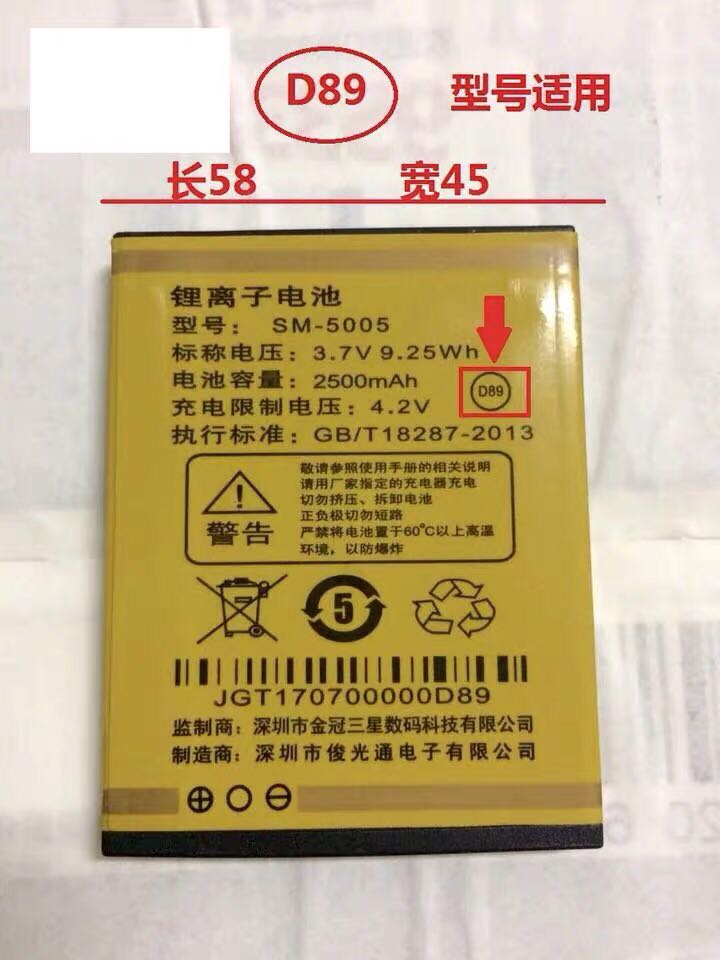 D89 型号适用
长58 宽45
锂离子电池
型号： SM-5005
标称电压：3.7V 9.25Wh
电池容量：2500mAh D89
充电限制电压：4.2V
执行标准：GB/T18287-2013
敬请参照使用手册的相关说明
请用厂家指定的充电器充电
切勿挤压、拆卸电池
正负极切勿短路
严禁将电池置于60℃以上高温
环境，以防爆炸
警告
5
JGT170700000D89
监制商：深圳市金冠三星数码科技有限公司
制造商：深圳市俊光通电子有限公司